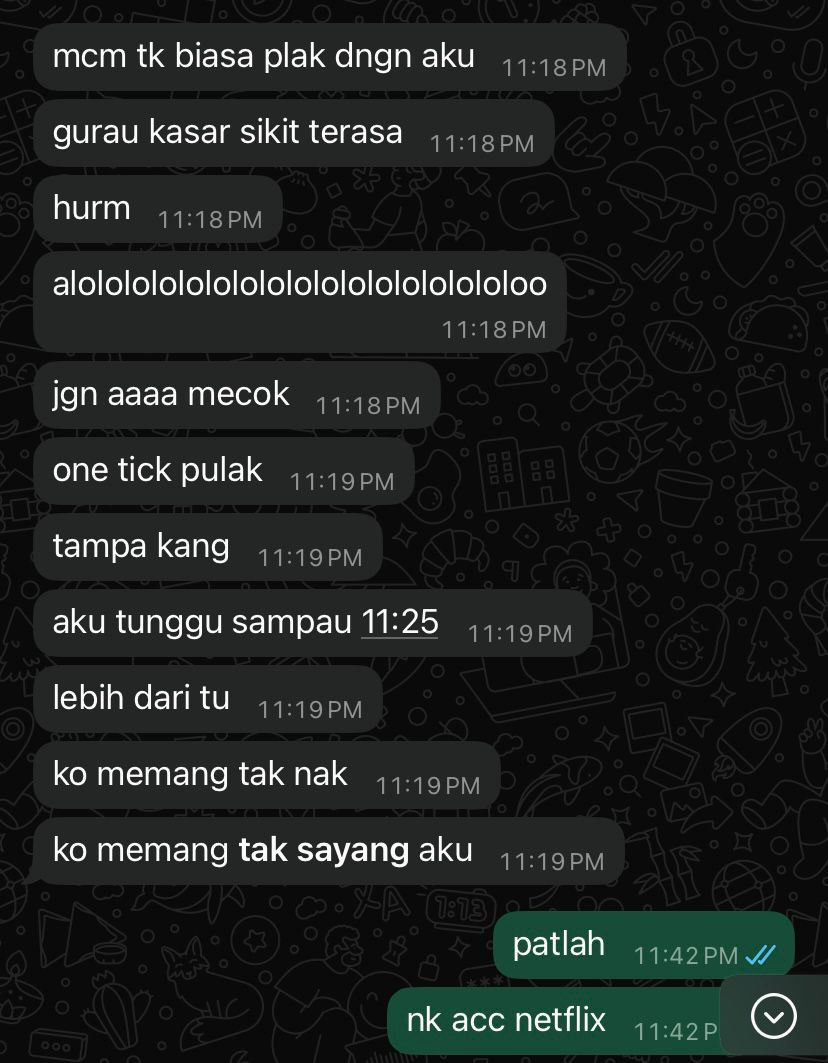 mcm tk biasa plak dngn aku 11:18 PM
gurau kasar sikit terasa 11:18 PM
hurm 11:18 PM
alolololololololololololololololoo
11:18 PM
jgn aaaa mecok 11:18 PM
one tick pulak 11:19 PM
tampa kang 11:19 PM
aku tunggu sampau 11:25 11:19 PM
lebih dari tu 11:19 PM
ko memang tak nak 11:19 PM
ko memang tak sayang aku 11:19 PM
patlah 11:42 PM
nk acc netflix 11:42 P